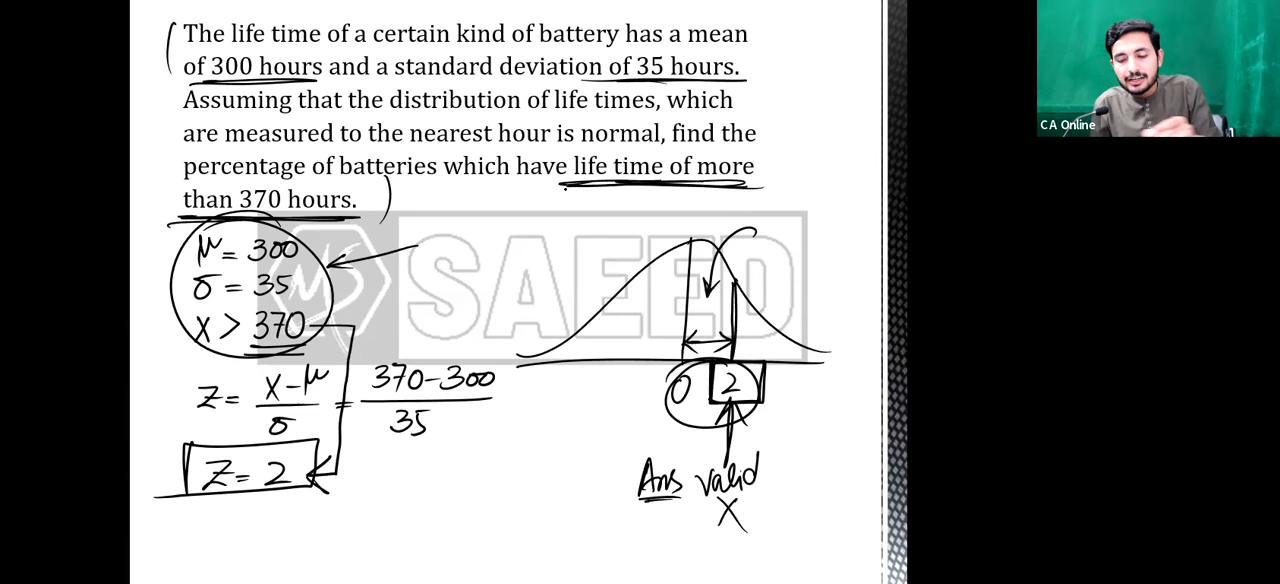 The life time of a certain kind of battery has a mean
of 300 hours and a standard deviation of 35 hours.
Assuming that the distribution of life times, which
are measured to the nearest hour is normal, find the
percentage of batteries which have life time of more
than 370 hours.
μ = 300
σ = 35
x > 370
Z = x-μ / σ = 370-300 / 35
Z = 2
0 2
Ans valid
X
MS SAEED
CA Online